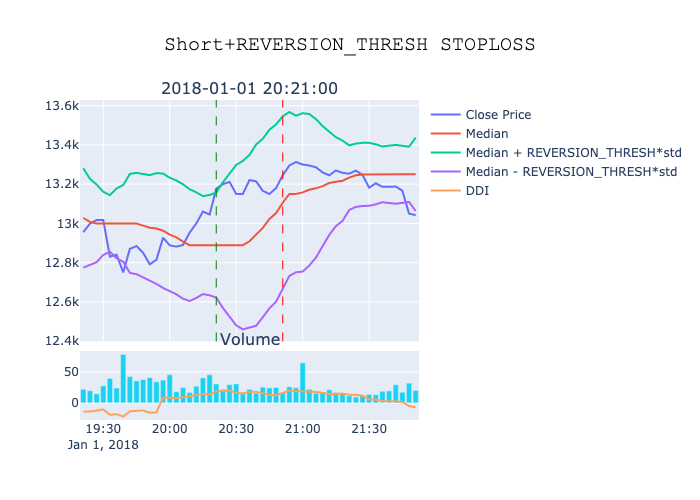 Short+REVERSION_THRESH STOPLOSS
2018-01-01 20:21:00
13.6k
13.4k
13.2k
13k
12.8k
12.6k
12.4k
Close Price
Median
Median + REVERSION_THRESH*std
Median - REVERSION_THRESH*std
DDI
Volume
50
0
19:30 20:00 20:30 21:00 21:30
Jan 1, 2018